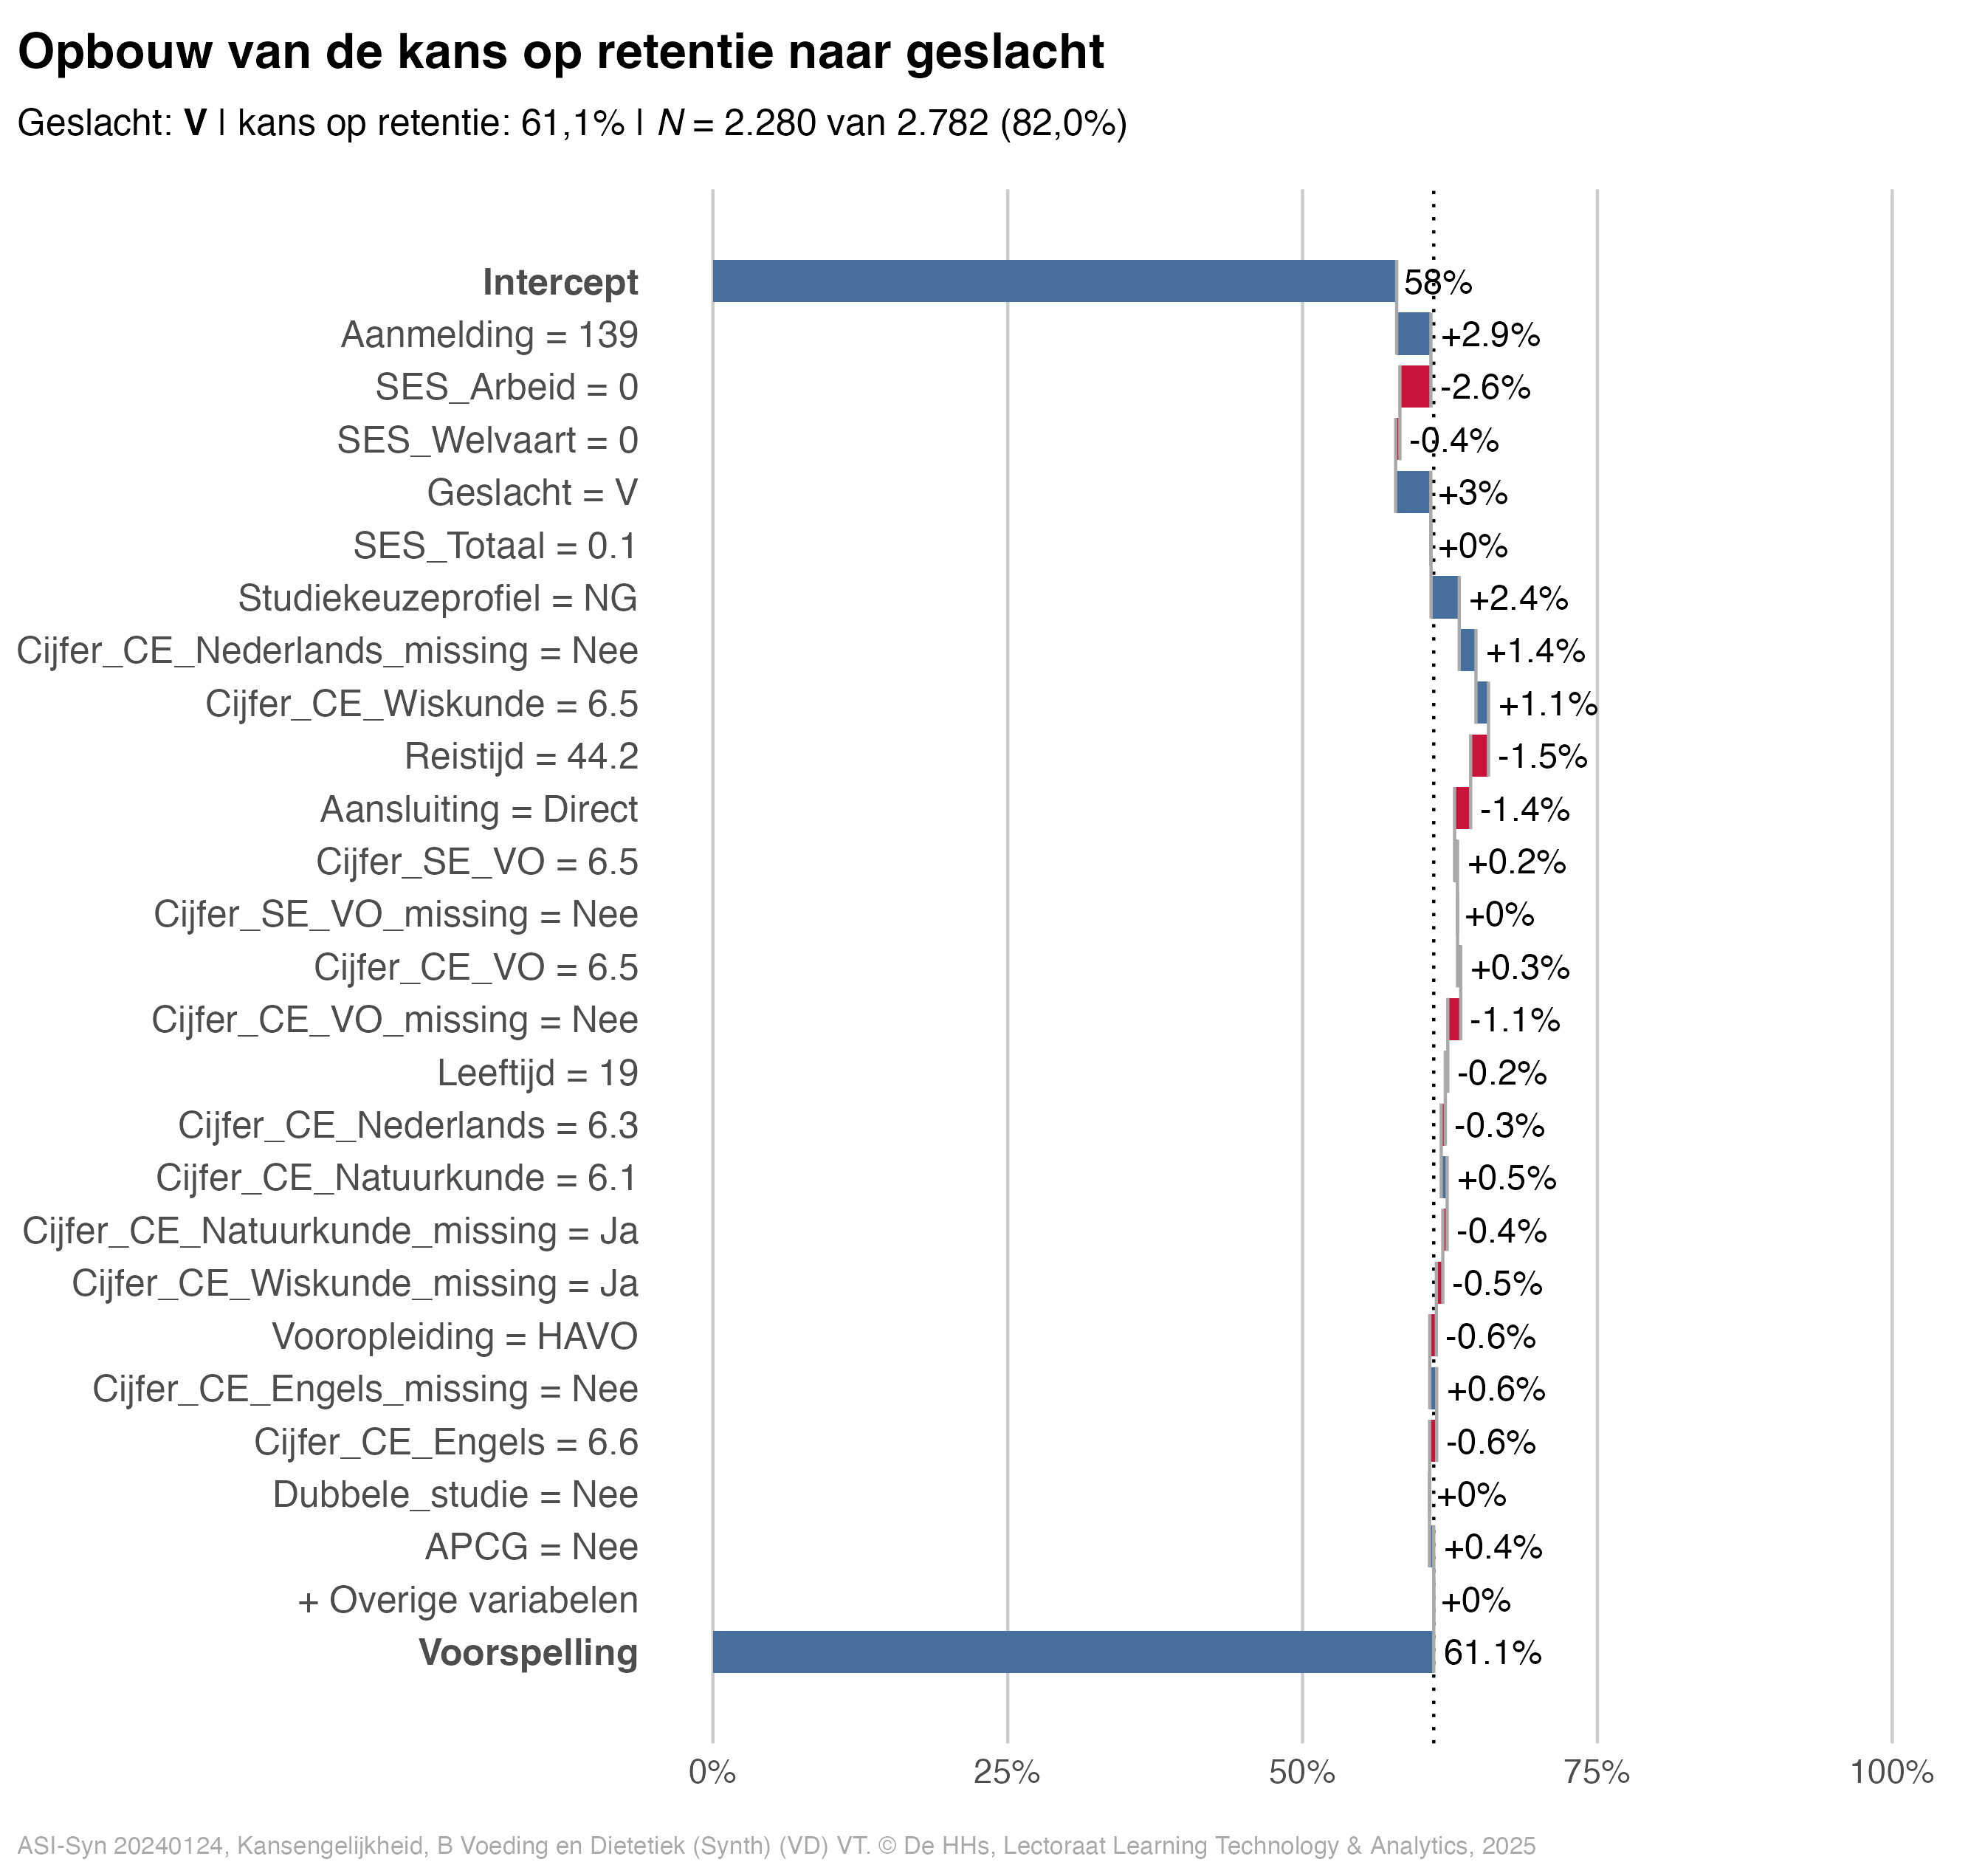 Opbouw van de kans op retentie naar geslacht
Geslacht: V | kans op retentie: 61,1% | N = 2.280 van 2.782 (82,0%)
Intercept 58%
Aanmelding = 139 +2.9%
SES_Arbeid = 0 -2.6%
SES_Welvaart = 0 -0.4%
Geslacht = V +3%
SES_Totaal = 0.1 +0%
Studiekeuzeprofiel = NG +2.4%
Cijfer_CE_Nederlands_missing = Nee +1.4%
Cijfer_CE_Wiskunde = 6.5 +1.1%
Reistijd = 44.2 -1.5%
Aansluiting = Direct -1.4%
Cijfer_SE_VO = 6.5 +0.2%
Cijfer_SE_VO_missing = Nee +0%
Cijfer_CE_VO = 6.5 +0.3%
Cijfer_CE_VO_missing = Nee -1.1%
Leeftijd = 19 -0.2%
Cijfer_CE_Nederlands = 6.3 -0.3%
Cijfer_CE_Natuurkunde = 6.1 +0.5%
Cijfer_CE_Natuurkunde_missing = Ja -0.4%
Cijfer_CE_Wiskunde_missing = Ja -0.5%
Vooropleiding = HAVO -0.6%
Cijfer_CE_Engels_missing = Nee +0.6%
Cijfer_CE_Engels = 6.6 -0.6%
Dubbele_studie = Nee +0%
APCG = Nee +0.4%
+ Overige variabelen +0%
Voorspelling 61.1%
0% 25% 50% 75% 100%
ASI-Syn 20240124, Kansengelijkheid, B Voeding en Dietetiek (Synth) (VD) VT. © De HHs, Lectoraat Learning Technology & Analytics, 2025